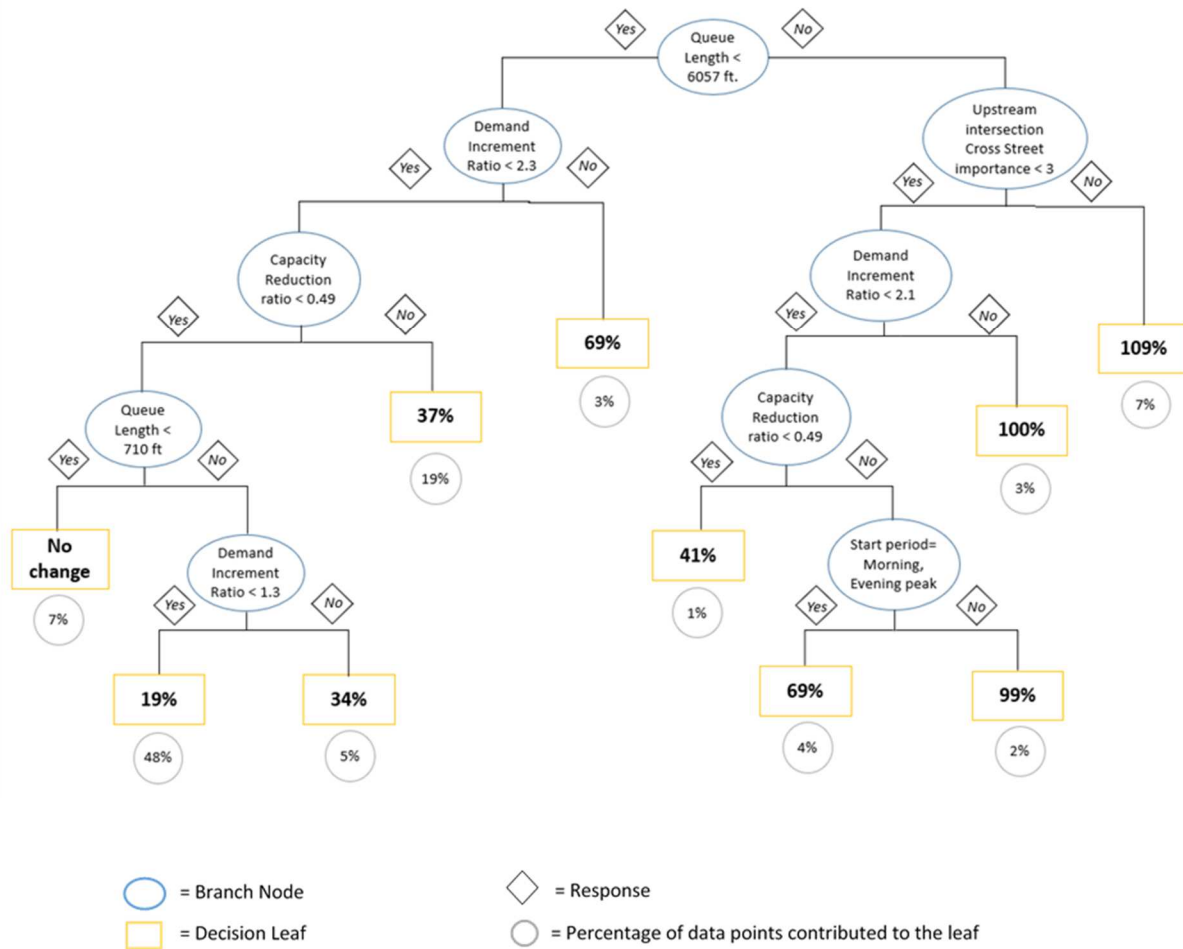 Yes
No
Queue
Length <
6057 ft.
Demand
Increment
Ratio < 2.3
Upstream
intersection
Cross Street
importance < 3
Yes
No
Yes
No
Capacity
Reduction
ratio < 0.49
Demand
Increment
Ratio < 2.1
Yes
No
Yes
No
69%
3%
109%
7%
Queue
Length <
710 ft
37%
19%
Capacity
Reduction
ratio < 0.49
100%
3%
Yes
No
Yes
No
No
change
7%
Demand
Increment
Ratio < 1.3
41%
1%
Start period=
Morning,
Evening peak
Yes
No
Yes
No
19%
48%
34%
5%
69%
4%
99%
2%
= Branch Node
= Response
= Decision Leaf
= Percentage of data points contributed to the leaf